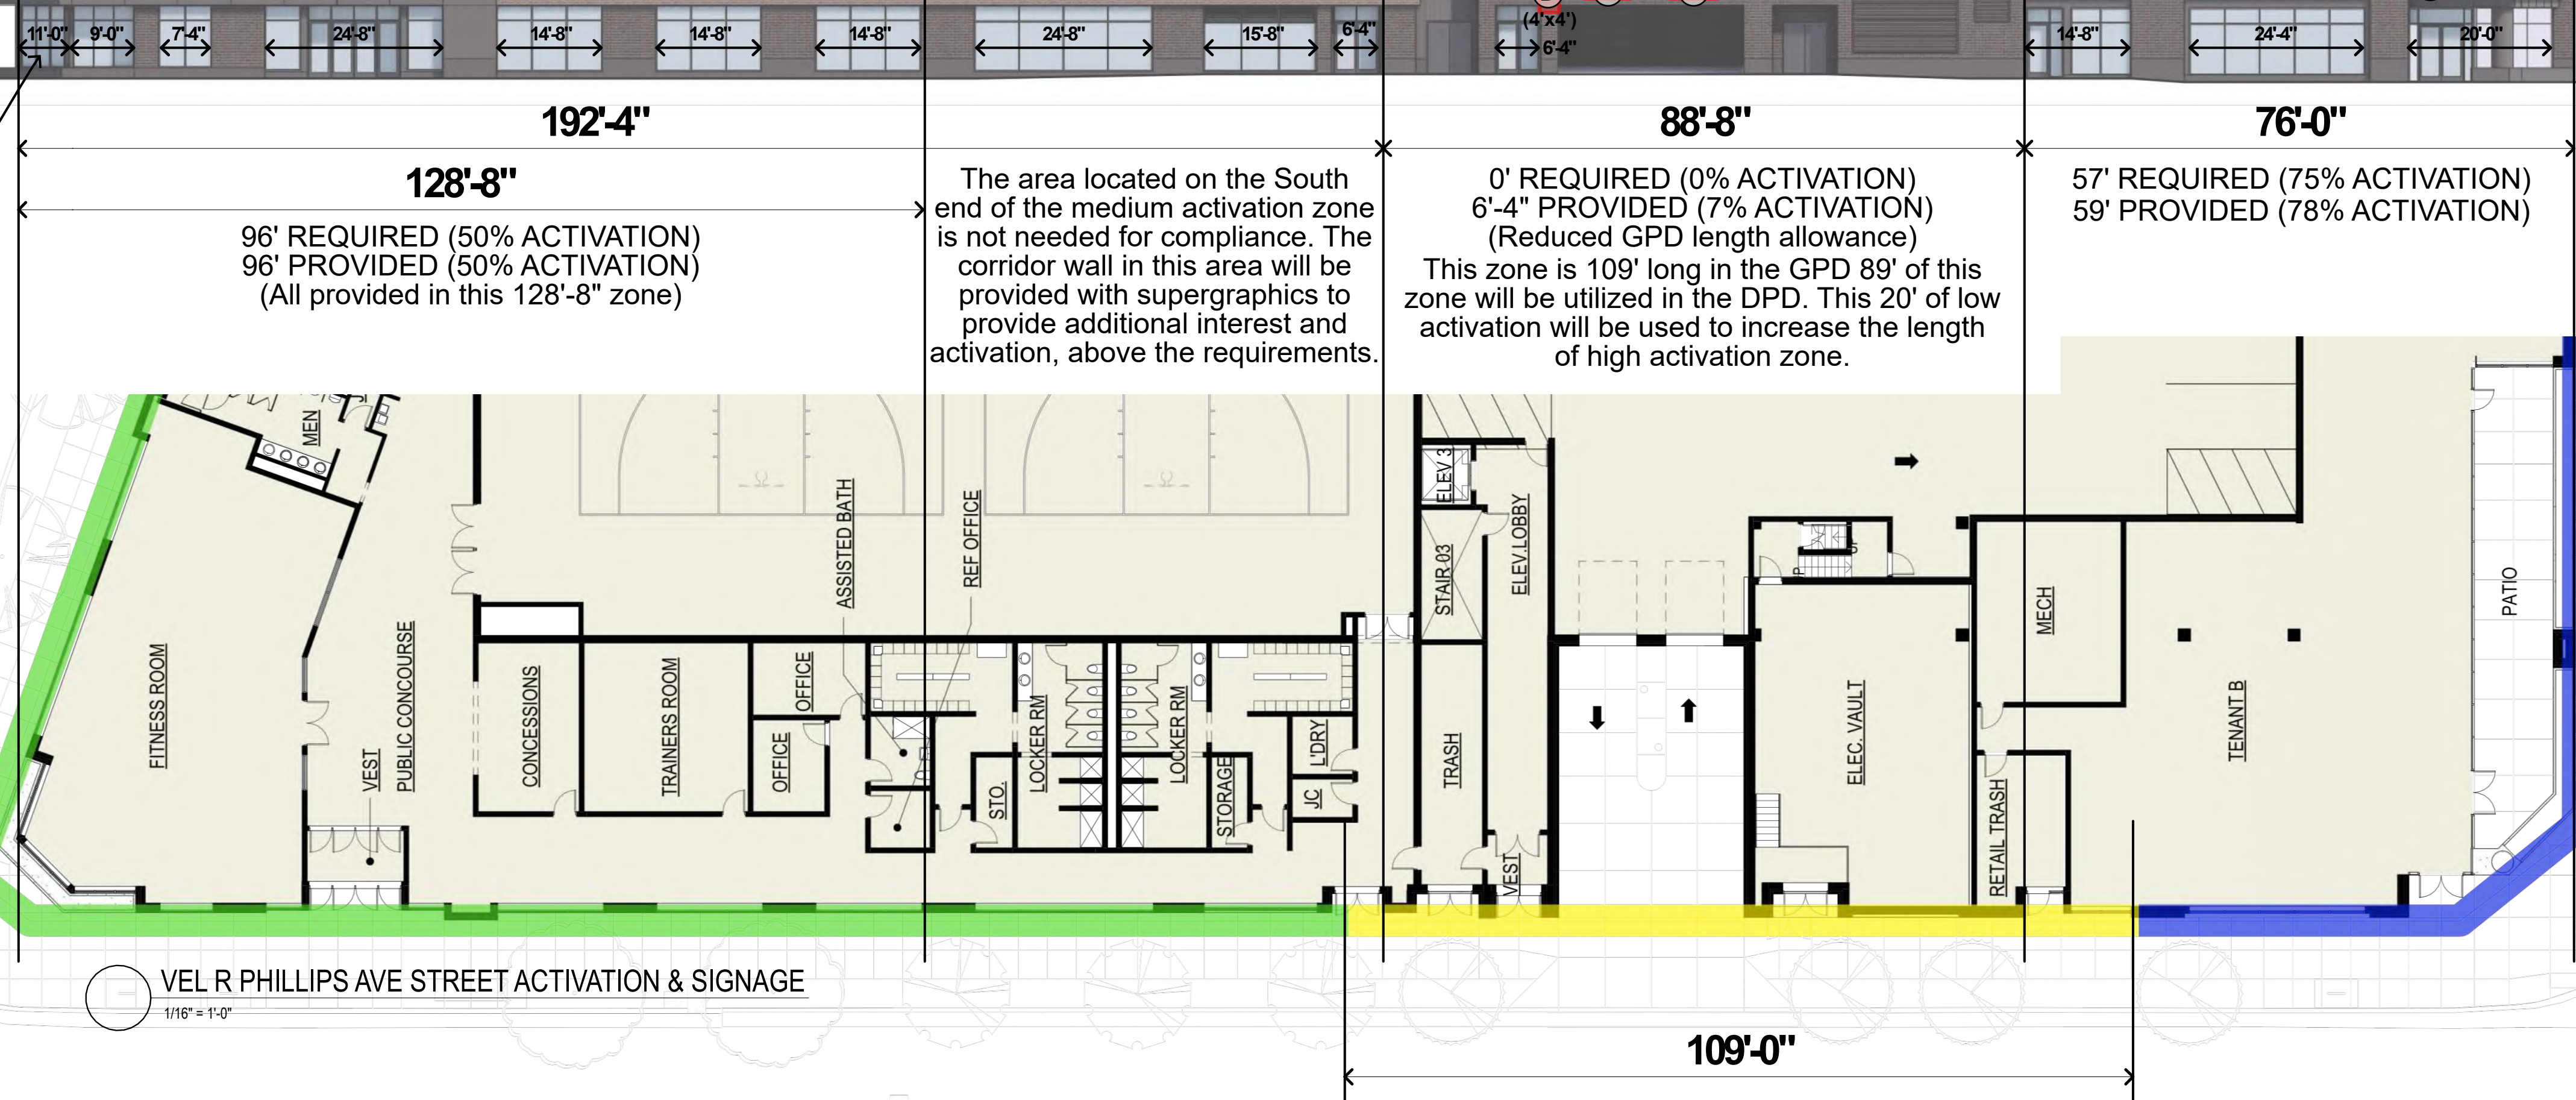 (4'x4')
11'-0"
9'-0"
7'-4"
24'-8"
14'-8"
14'-8"
14'-8"
24'-8"
15'-8"
6'-4"
6'-4"
14'-8"
24'-4"
20'-0"
192'-4"
88'-8"
76'-0"
128'-8"
96' REQUIRED (50% ACTIVATION)
96' PROVIDED (50% ACTIVATION)
(All provided in this 128'-8" zone)
The area located on the South
end of the medium activation zone
is not needed for compliance. The
corridor wall in this area will be
provided with supergraphics to
provide additional interest and
activation, above the requirements.
0' REQUIRED (0% ACTIVATION)
6'-4" PROVIDED (7% ACTIVATION)
(Reduced GPD length allowance)
This zone is 109' long in the GPD 89' of this
zone will be utilized in the DPD. This 20' of low
activation will be used to increase the length
of high activation zone.
57' REQUIRED (75% ACTIVATION)
59' PROVIDED (78% ACTIVATION)
MEN
FITNESS ROOM
VEST
PUBLIC CONCOURSE
CONCESSIONS
TRAINERS ROOM
OFFICE
OFFICE
ASSISTED BATH
REF OFFICE
STO.
LOCKER RM
LOCKER RM
STORAGE
L'DRY
JC
ELEV 3
STAIR 03
ELEV.LOBBY
TRASH
VEST
UP
ELEC. VAULT
MECH
RETAIL TRASH
TENANT B
PATIO
VEL R PHILLIPS AVE STREET ACTIVATION & SIGNAGE
1/16" = 1'-0"
109'-0"